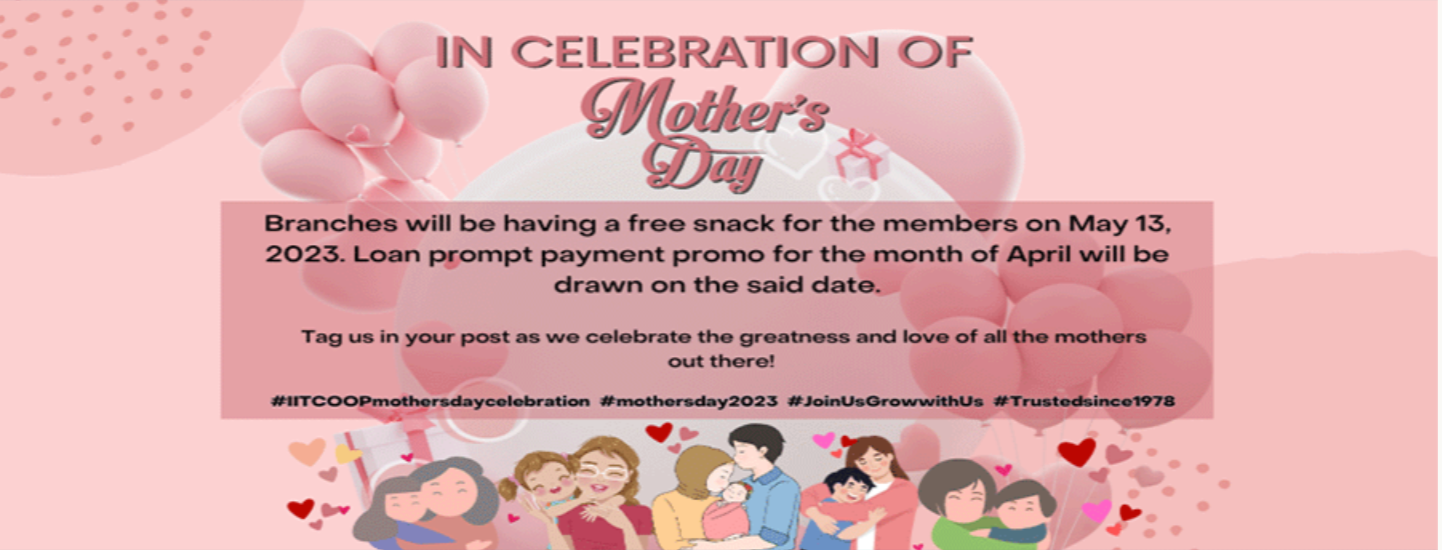 IN CELEBRATION OF
Mother's
Day
Branches will be having a free snack for the members on May 13,
2023. Loan prompt payment promo for the month of April will be
drawn on the said date.
Tag us in your post as we celebrate the greatness and love of all the mothers
out there!
#IITCOOPmothersdaycelebration #mothersday2023 #JoinUsGrowwithUs #Trustedsince1978